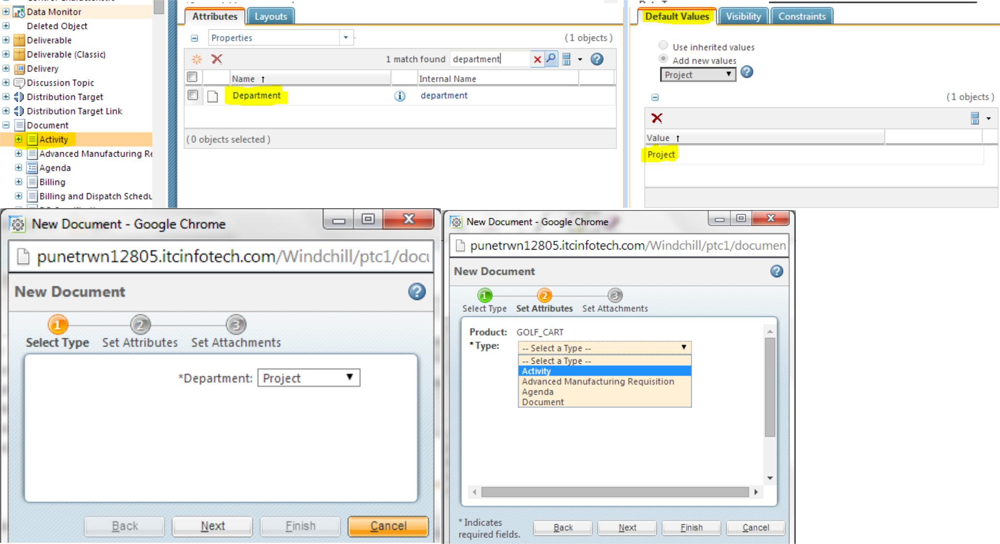 Data Monitor
Deleted Object
Deliverable
Deliverable (Classic)
Delivery
Discussion Topic
Distribution Target
Distribution Target Link
Document
Activity
Advanced Manufacturing Re
Agenda
Billing
Billing and Dispatch Schedu
Attributes Layouts
Properties (1 objects)
1 match found department
Name ↑ Internal Name
Department department
(0 objects selected)
Default Values Visibility Constraints
Use inherited values
Add new values
Project
(1 objects)
Value ↑
Project
New Document - Google Chrome
punetrwn12805.itcinfotech.com/Windchill/ptc1/docu
New Document
1 2 3
Select Type Set Attributes Set Attachments
*Department: Project
Back Next Finish Cancel
New Document - Google Chrome
punetrwn12805.itcinfotech.com/Windchill/ptc1/documen
New Document
1 2 3
Select Type Set Attributes Set Attachments
Product: GOLF_CART
*Type: -- Select a Type --
-- Select a Type --
Activity
Advanced Manufacturing Requisition
Agenda
Document
* Indicates
required fields.
Back Next Finish Cancel